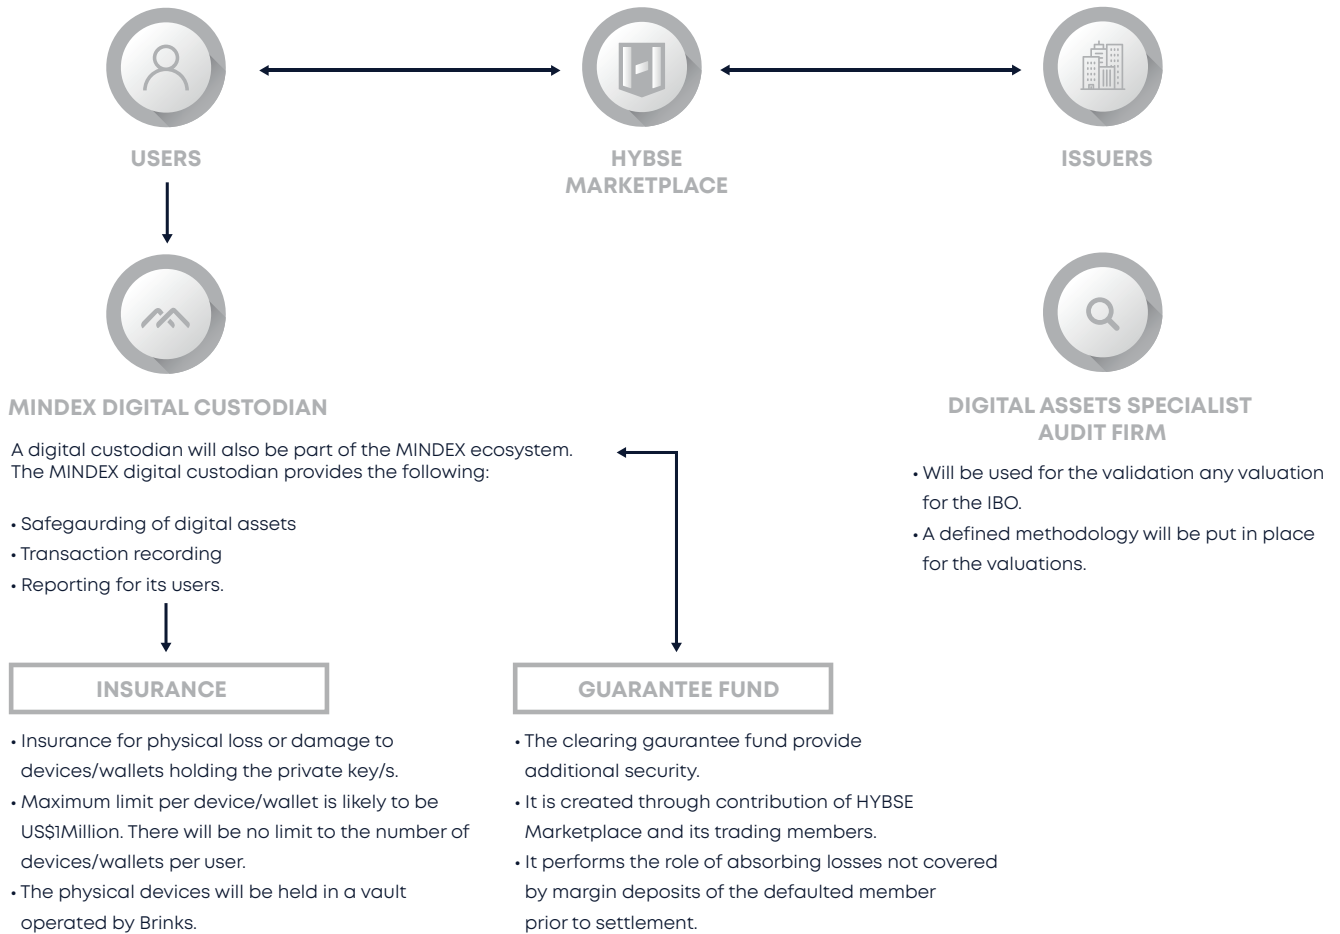 USERS
HYBSE
MARKETPLACE
ISSUERS
MINDEX DIGITAL CUSTODIAN
A digital custodian will also be part of the MINDEX ecosystem.
The MINDEX digital custodian provides the following:
• Safegaurding of digital assets
• Transaction recording
• Reporting for its users.
DIGITAL ASSETS SPECIALIST
AUDIT FIRM
• Will be used for the validation any valuation
for the IBO.
• A defined methodology will be put in place
for the valuations.
INSURANCE
• Insurance for physical loss or damage to
devices/wallets holding the private key/s.
• Maximum limit per device/wallet is likely to be
US$1Million. There will be no limit to the number of
devices/wallets per user.
• The physical devices will be held in a vault
operated by Brinks.
GUARANTEE FUND
• The clearing gaurantee fund provide
additional security.
• It is created through contribution of HYBSE
Marketplace and its trading members.
• It performs the role of absorbing losses not covered
by margin deposits of the defaulted member
prior to settlement.